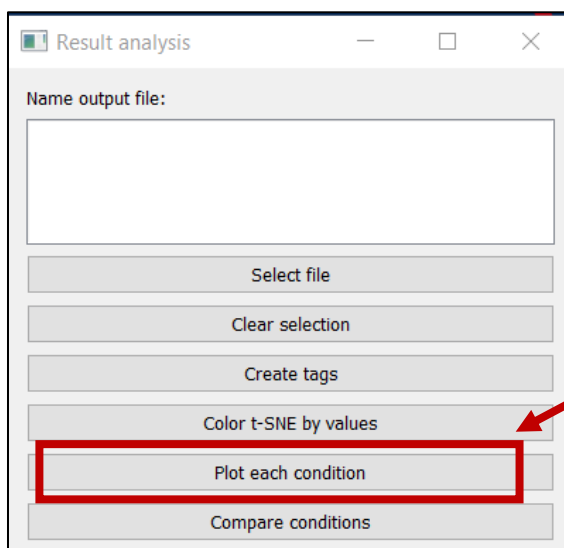 Result analysis
Name output file:
Select file
Clear selection
Create tags
Color t-SNE by values
Plot each condition
Compare conditions